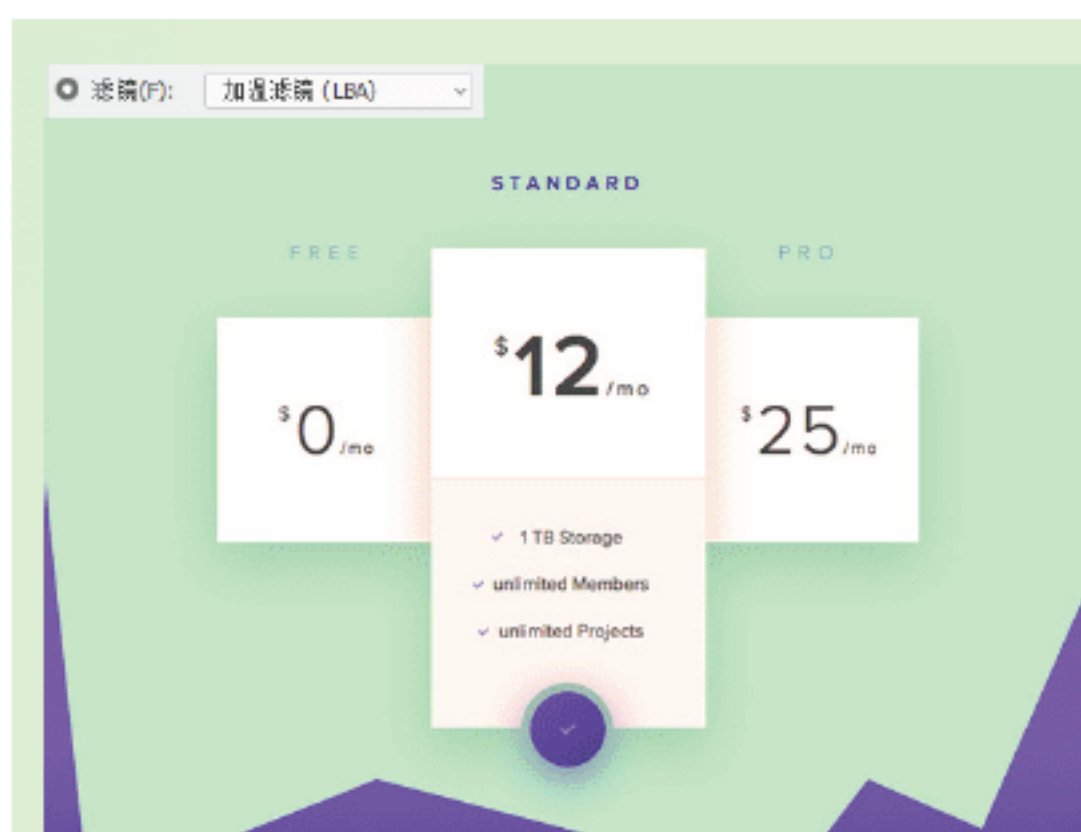 滤镜(F): 加温滤镜 (LBA)
STANDARD
FREE
PRO
$12/mo
$0/mo
$25/mo
1 TB Storage
unlimited Members
unlimited Projects